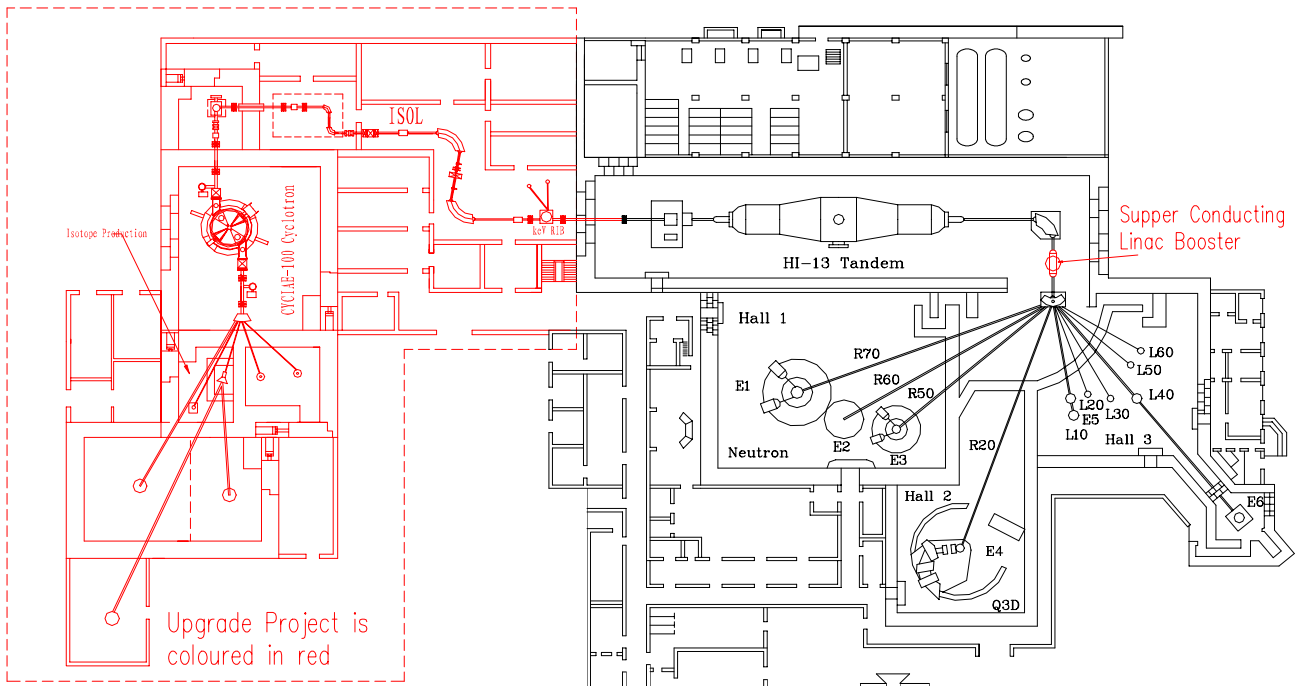 ISOL
CYCIAE-100 Cyclotron
Isotope Production
keV RIB
HI-13 Tandem
Supper Conducting
Linac Booster
Hall 1
R70
R60
R50
R20
E1
E2
E3
Neutron
L60
L50
L40
L20
L30
E5
L10
Hall 3
Hall 2
E4
E6
Q3D
Upgrade Project is
coloured in red